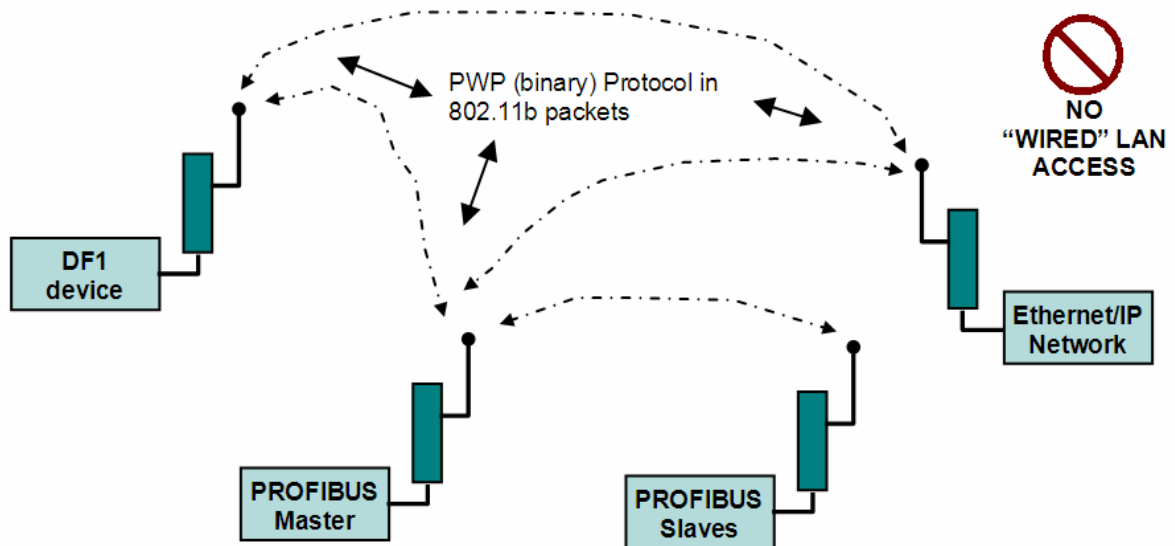 PWP (binary) Protocol in
802.11b packets
NO
“WIRED” LAN
ACCESS
DF1
device
Ethernet/IP
Network
PROFIBUS
Master
PROFIBUS
Slaves